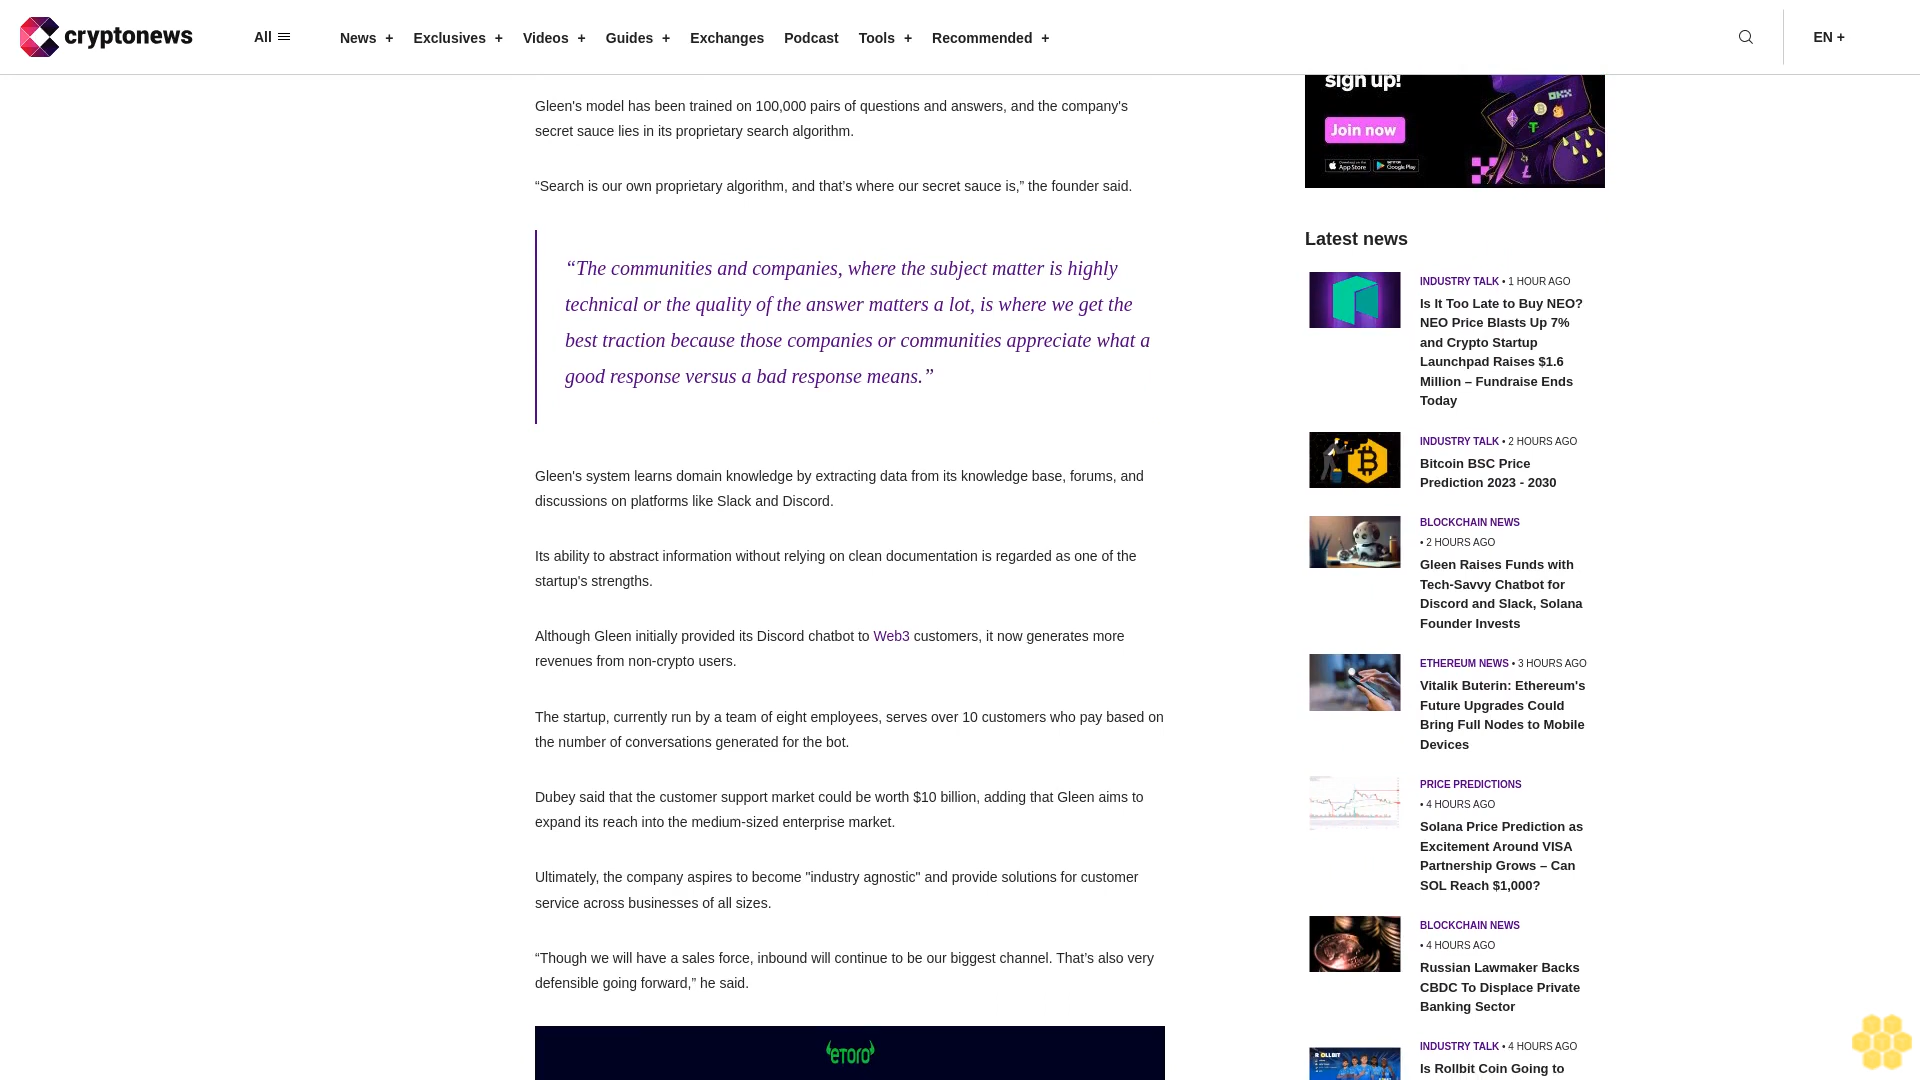 cryptonews
All
News +
Exclusives +
Videos +
Guides +
Exchanges
Podcast
Tools +
Recommended +
EN +
Gleen's model has been trained on 100,000 pairs of questions and answers, and the company's
secret sauce lies in its proprietary search algorithm.
“Search is our own proprietary algorithm, and that's where our secret sauce is,” the founder said.
“The communities and companies, where the subject matter is highly
technical or the quality of the answer matters a lot, is where we get the
best traction because those companies or communities appreciate what a
good response versus a bad response means.”
Gleen's system learns domain knowledge by extracting data from its knowledge base, forums, and
discussions on platforms like Slack and Discord.
Its ability to abstract information without relying on clean documentation is regarded as one of the
startup's strengths.
Although Gleen initially provided its Discord chatbot to Web3 customers, it now generates more
revenues from non-crypto users.
The startup, currently run by a team of eight employees, serves over 10 customers who pay based on
the number of conversations generated for the bot.
Dubey said that the customer support market could be worth $10 billion, adding that Gleen aims to
expand its reach into the medium-sized enterprise market.
Ultimately, the company aspires to become "industry agnostic" and provide solutions for customer
service across businesses of all sizes.
“Though we will have a sales force, inbound will continue to be our biggest channel. That’s also very
defensible going forward,” he said.
eToro
sign up!
Join now
App Store
Google Play
OKX
Latest news
INDUSTRY TALK • 1 HOUR AGO
Is It Too Late to Buy NEO?
NEO Price Blasts Up 7%
and Crypto Startup
Launchpad Raises $1.6
Million – Fundraise Ends
Today
INDUSTRY TALK • 2 HOURS AGO
Bitcoin BSC Price
Prediction 2023 - 2030
BLOCKCHAIN NEWS
• 2 HOURS AGO
Gleen Raises Funds with
Tech-Savvy Chatbot for
Discord and Slack, Solana
Founder Invests
ETHEREUM NEWS • 3 HOURS AGO
Vitalik Buterin: Ethereum's
Future Upgrades Could
Bring Full Nodes to Mobile
Devices
PRICE PREDICTIONS
• 4 HOURS AGO
Solana Price Prediction as
Excitement Around VISA
Partnership Grows – Can
SOL Reach $1,000?
BLOCKCHAIN NEWS
• 4 HOURS AGO
Russian Lawmaker Backs
CBDC To Displace Private
Banking Sector
INDUSTRY TALK • 4 HOURS AGO
ROLLBIT
Is Rollbit Coin Going to